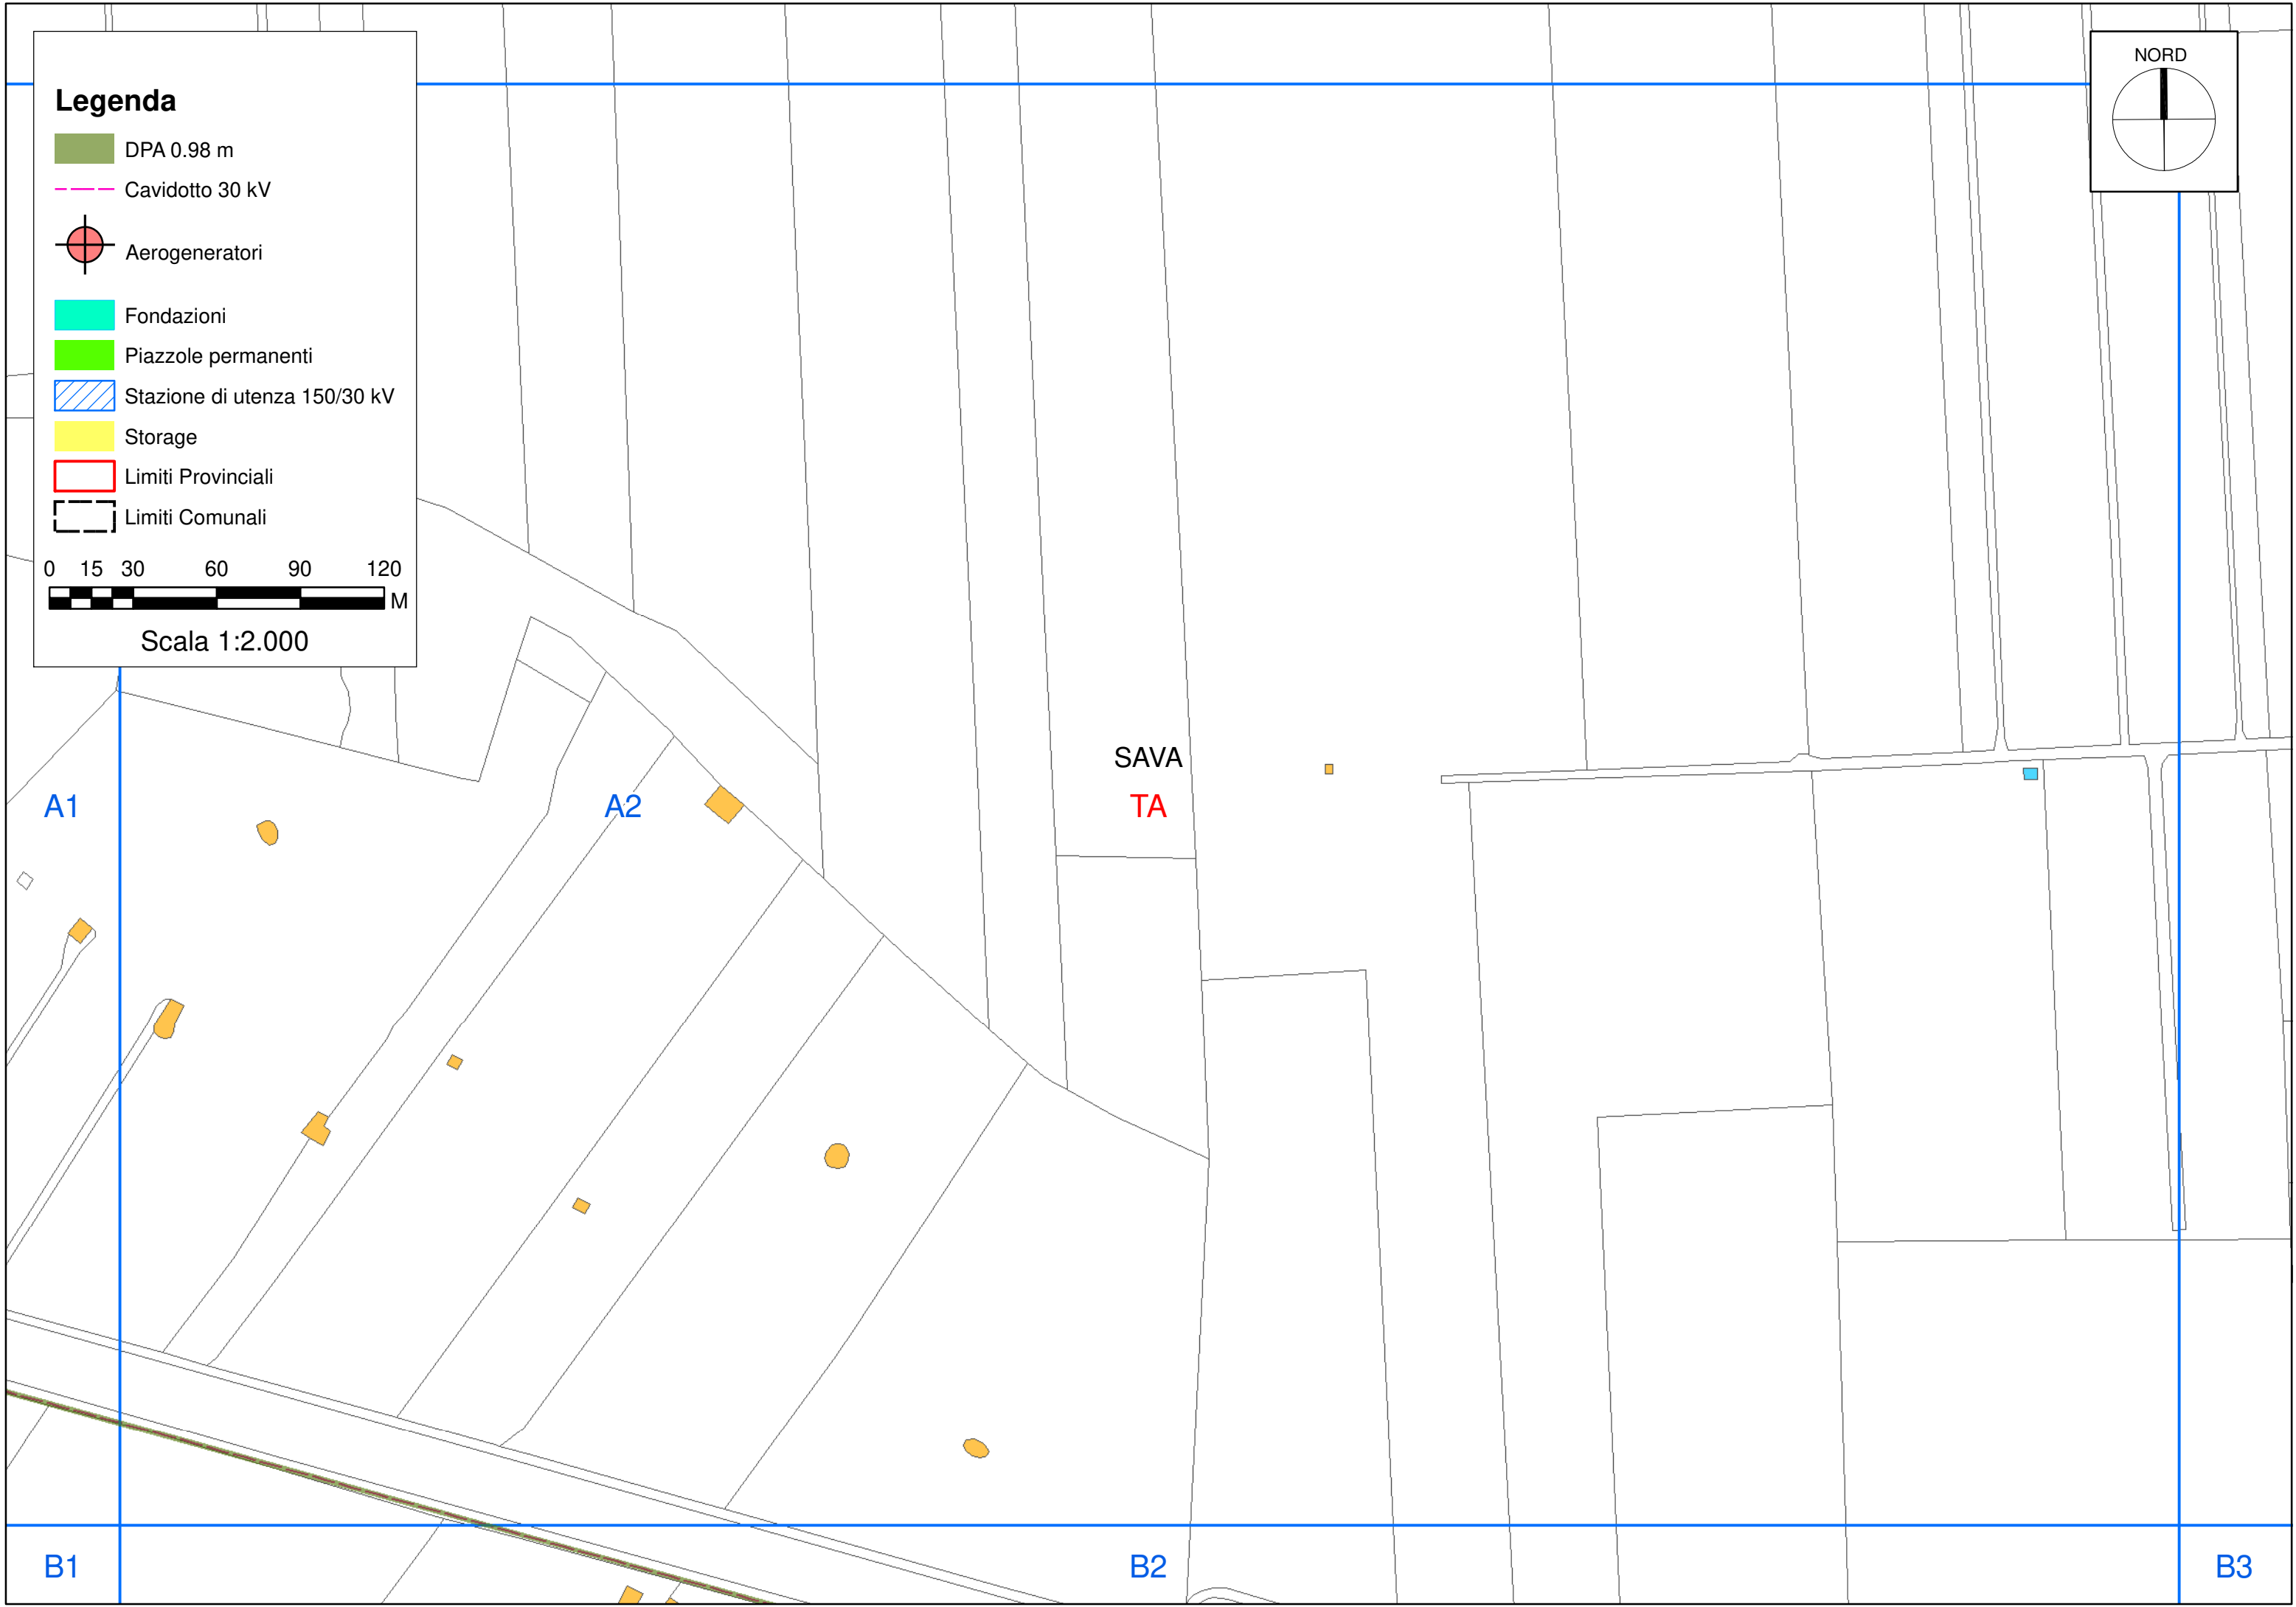 Legenda
DPA 0.98 m
Cavidotto 30 kV
Aerogeneratori
Fondazioni
Piazzole permanenti
Stazione di utenza 150/30 kV
Storage
Limiti Provinciali
Limiti Comunali
0 15 30 60 90 120
M
Scala 1:2.000
NORD
SAVA
TA
A1
A2
B1
B2
B3